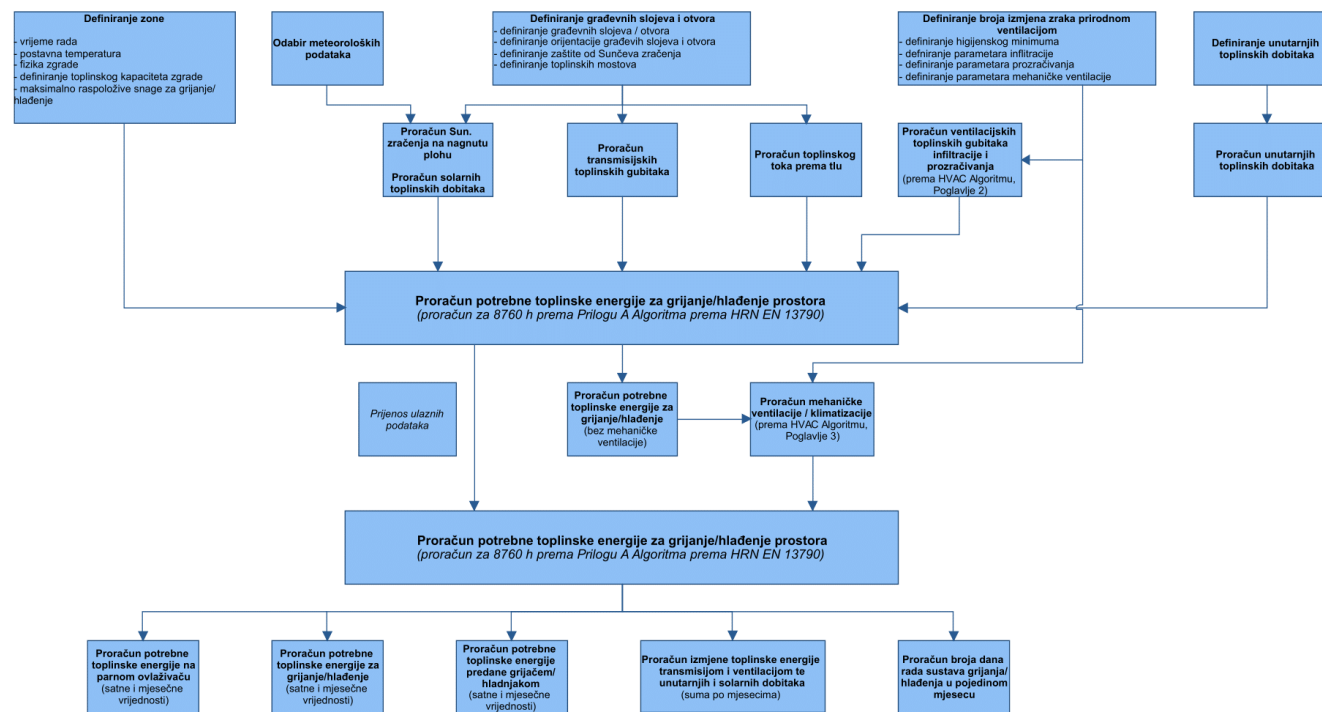 Definiranje zone
- vrijeme rada
- postavna temperatura
- fizika zgrade
- definiranje toplinskog kapaciteta zgrade
- maksimalno raspoložive snage za grijanje/
hlađenje
Odabir meteoroloških
podataka
Definiranje građevnih slojeva i otvora
- definiranje građevnih slojeva / otvora
- definiranje orijentacije građevih slojeva i otvora
- definiranje zaštite od Sunčeva zračenja
- definiranje toplinskih mostova
Definiranje broja izmjena zraka prirodnom
ventilacijom
- definiranje higijenskog minimuma
- definiranje parametra inflitracije
- definiranje parametra prozračivanja
- definiranje parametara mehaničke ventilacije
Definiranje unutarnjih
toplinskih dobitaka
Proračun Sun.
zračenja na nagnutu
plohu
Proračun solarnih
toplinskih dobitaka
Proračun
transmisijskih
toplinskih gubitaka
Proračun toplinskog
toka prema tlu
Proračun ventilacijskih
toplinskih gubitaka
infiltracije i
prozračivanja
(prema HVAC Algoritmu,
Poglavlje 2)
Proračun unutarnjih
toplinskih dobitaka
Proračun potrebne toplinske energije za grijanje/hlađenje prostora
(proračun za 8760 h prema Prilogu A Algoritma prema HRN EN 13790)
Prijenos ulaznih
podataka
Proračun potrebne
toplinske energije za
grijanje/hlađenje
(bez mehaničke
ventilacije)
Proračun mehaničke
ventilacije / klimatizacije
(prema HVAC Algoritmu,
Poglavlje 3)
Proračun potrebne toplinske energije za grijanje/hlađenje prostora
(proračun za 8760 h prema Prilogu A Algoritma prema HRN EN 13790)
Proračun potrebne
toplinske energije na
parnom ovlaživaču
(satne i mjesečne
vrijednosti)
Proračun potrebne
toplinske energije za
grijanje/hlađenje
(satne i mjesečne
vrijednosti)
Proračun potrebne
toplinske energije
predane grijačem/
hladnjakom
(satne i mjesečne
vrijednosti)
Proračun izmjene toplinske energije
transmisijom i ventilacijom te
unutarnjih i solarnih dobitaka
(suma po mjesecima)
Proračun broja dana
rada sustava grijanja/
hlađenja u pojedinom
mjesecu